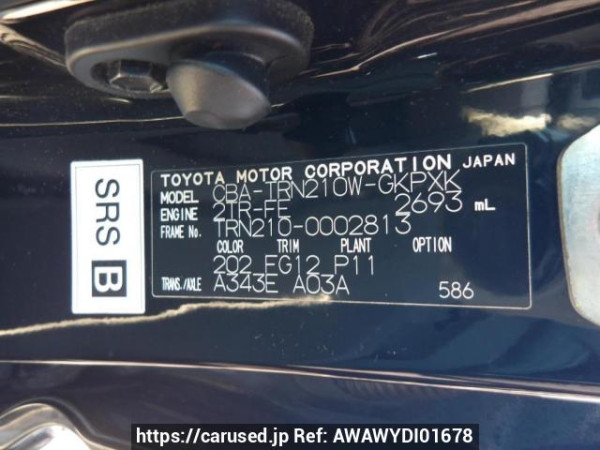 TOYOTA MOTOR CORPORATION JAPAN
MODEL CBA-TRN210W-GKPXK
ENGINE 2TR-FE 2693 mL
FRAME No. TRN210-0002813
COLOR TRIM PLANT OPTION
202 FG12 P11
TRANS./AXLE A343E A03A 586
SRS B
https://carused.jp Ref: AWAWYDI01678